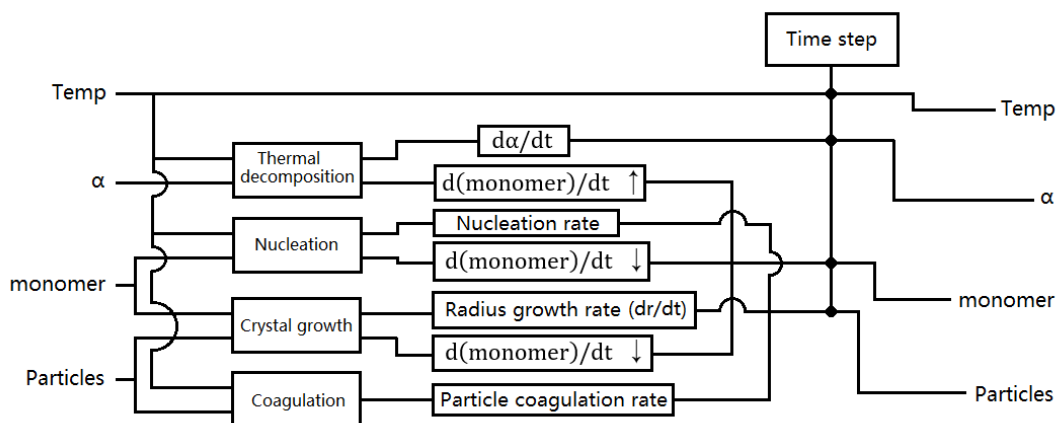 Time step
Temp
Temp
dα/dt
Thermal
decomposition
α
d(monomer)/dt ↑
α
Nucleation rate
Nucleation
d(monomer)/dt ↓
monomer
monomer
Radius growth rate (dr/dt)
Crystal growth
d(monomer)/dt ↓
Particles
Particles
Coagulation
Particle coagulation rate